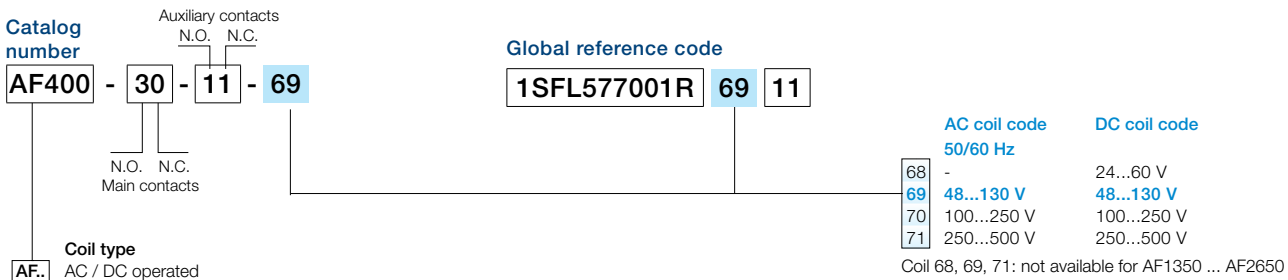 Auxiliary contacts
N.O. N.C.
Catalog
number
AF400 - 30 - 11 - 69
N.O. N.C.
Main contacts
Coil type
AF.. AC / DC operated
Global reference code
1SFL577001R 69 11
AC coil code DC coil code
50/60 Hz
68 - 24...60 V
69 48...130 V 48...130 V
70 100...250 V 100...250 V
71 250...500 V 250...500 V
Coil 68, 69, 71: not available for AF1350 ... AF2650